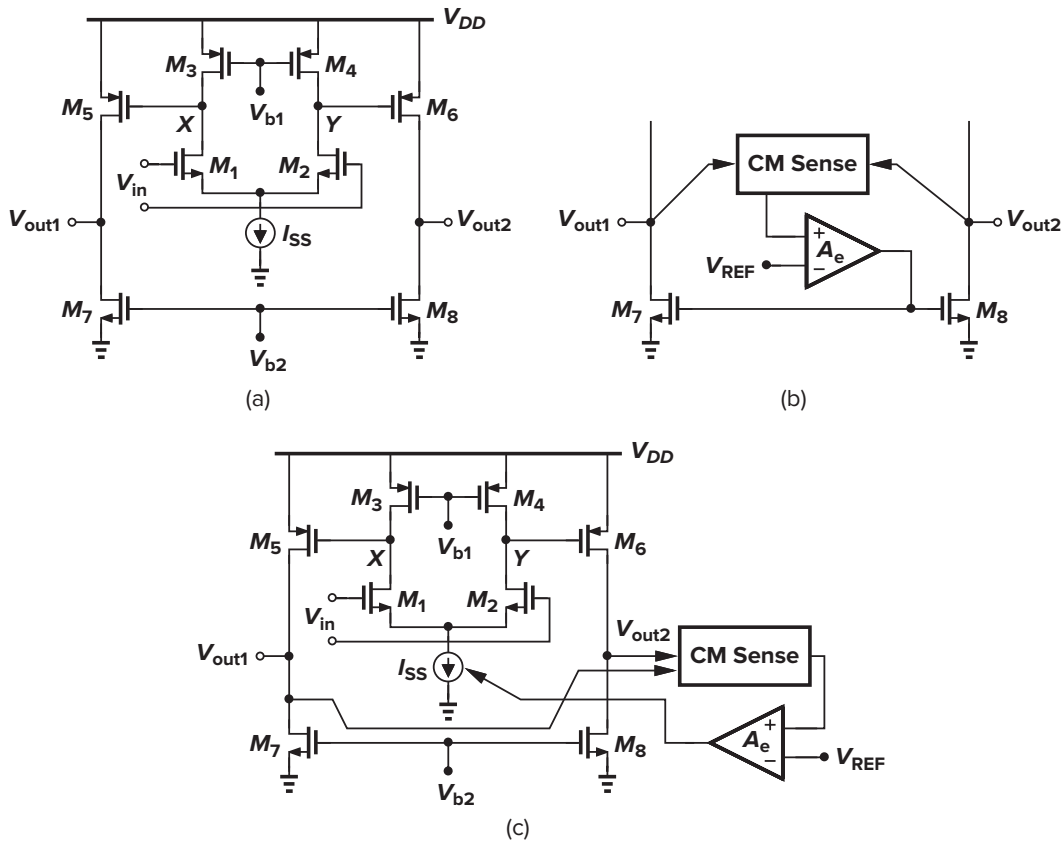 V_DD
M_3
M_4
M_5
M_6
V_b1
X
Y
M_1
M_2
V_in
V_out1
V_out2
I_SS
M_7
M_8
V_b2
(a)
CM Sense
V_out1
V_out2
+
A_e
V_REF
−
M_7
M_8
(b)
V_DD
M_3
M_4
M_5
M_6
V_b1
X
Y
M_1
M_2
V_in
V_out2
V_out1
I_SS
CM Sense
M_7
M_8
+
A_e
−
V_REF
V_b2
(c)